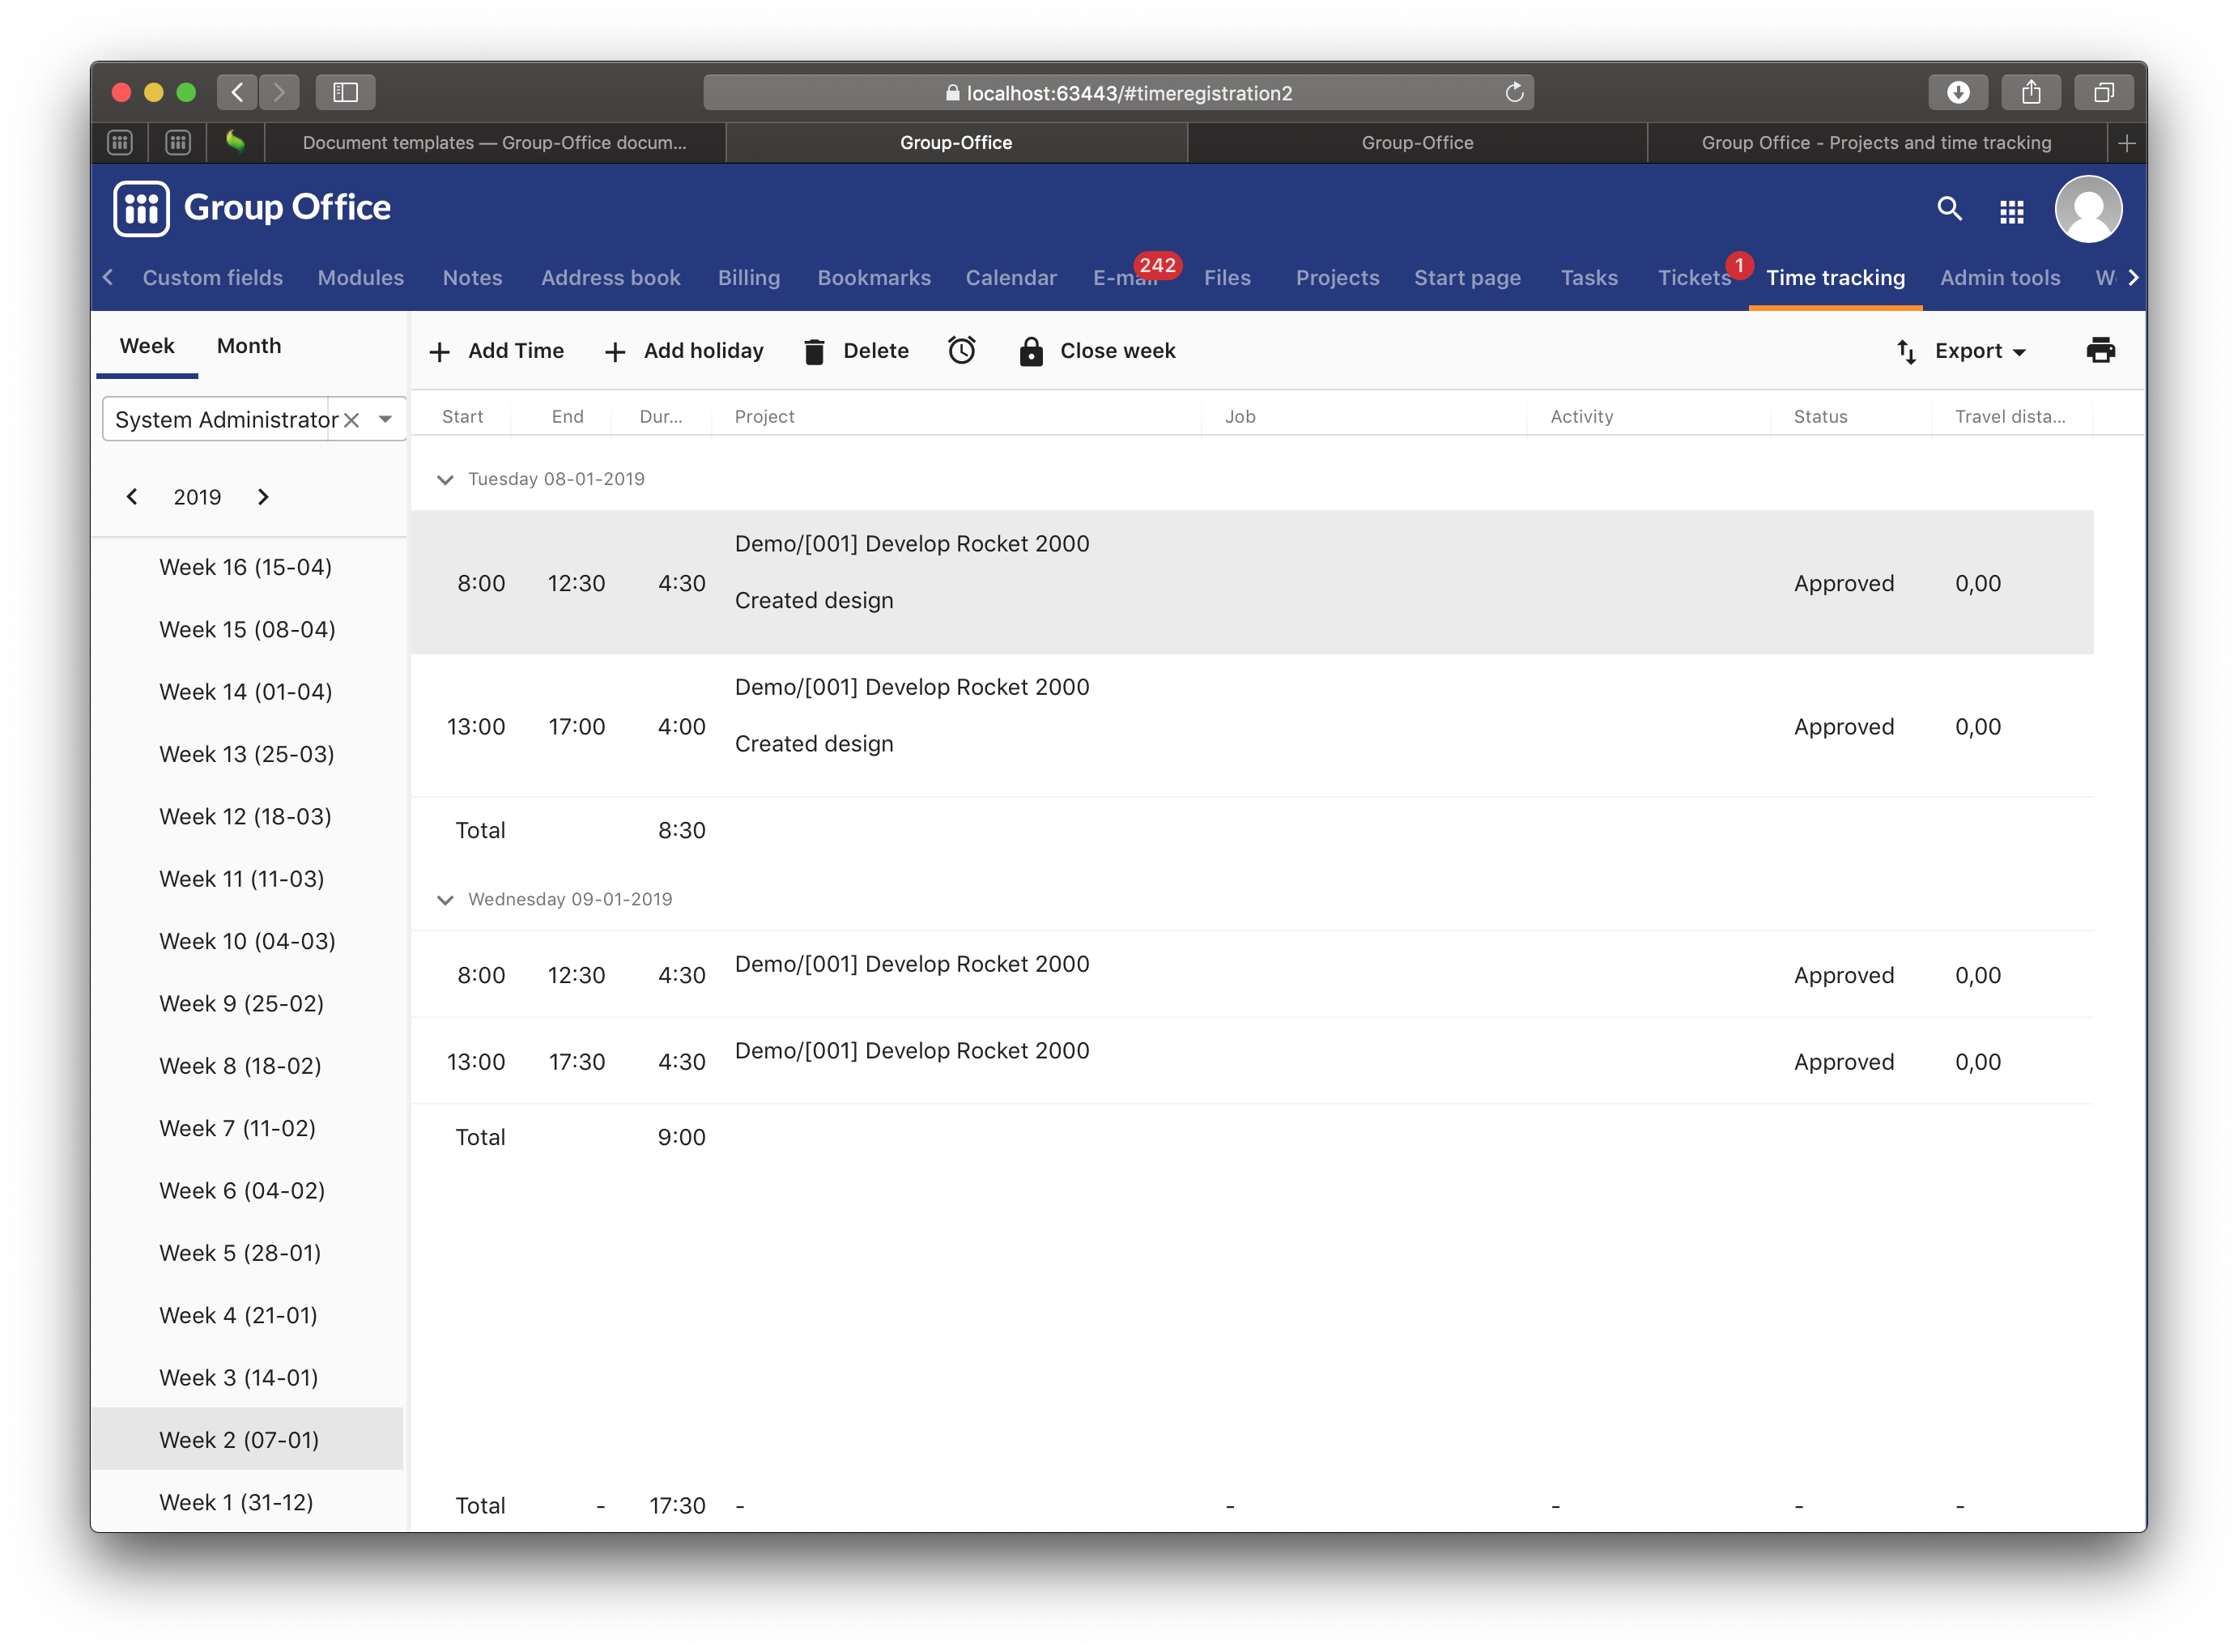 localhost:63443/#timeregistration2
Document templates — Group-Office docum... Group-Office Group-Office Group Office - Projects and time tracking
Group Office
Custom fields Modules Notes Address book Billing Bookmarks Calendar E-mail 242 Files Projects Start page Tasks Tickets 1 Time tracking Admin tools
Week Month
Add Time Add holiday Delete Close week Export
System Administrator
Start End Dur... Project Job Activity Status Travel dista...
2019
Tuesday 08-01-2019
Week 16 (15-04)
Week 15 (08-04)
Week 14 (01-04)
Week 13 (25-03)
Week 12 (18-03)
Week 11 (11-03)
Week 10 (04-03)
Week 9 (25-02)
Week 8 (18-02)
Week 7 (11-02)
Week 6 (04-02)
Week 5 (28-01)
Week 4 (21-01)
Week 3 (14-01)
Week 2 (07-01)
Week 1 (31-12)
Demo/[001] Develop Rocket 2000
8:00 12:30 4:30 Approved 0,00
Created design
Demo/[001] Develop Rocket 2000
13:00 17:00 4:00 Approved 0,00
Created design
Total 8:30
Wednesday 09-01-2019
8:00 12:30 4:30 Demo/[001] Develop Rocket 2000 Approved 0,00
13:00 17:30 4:30 Demo/[001] Develop Rocket 2000 Approved 0,00
Total 9:00
Total - 17:30 - - - - -